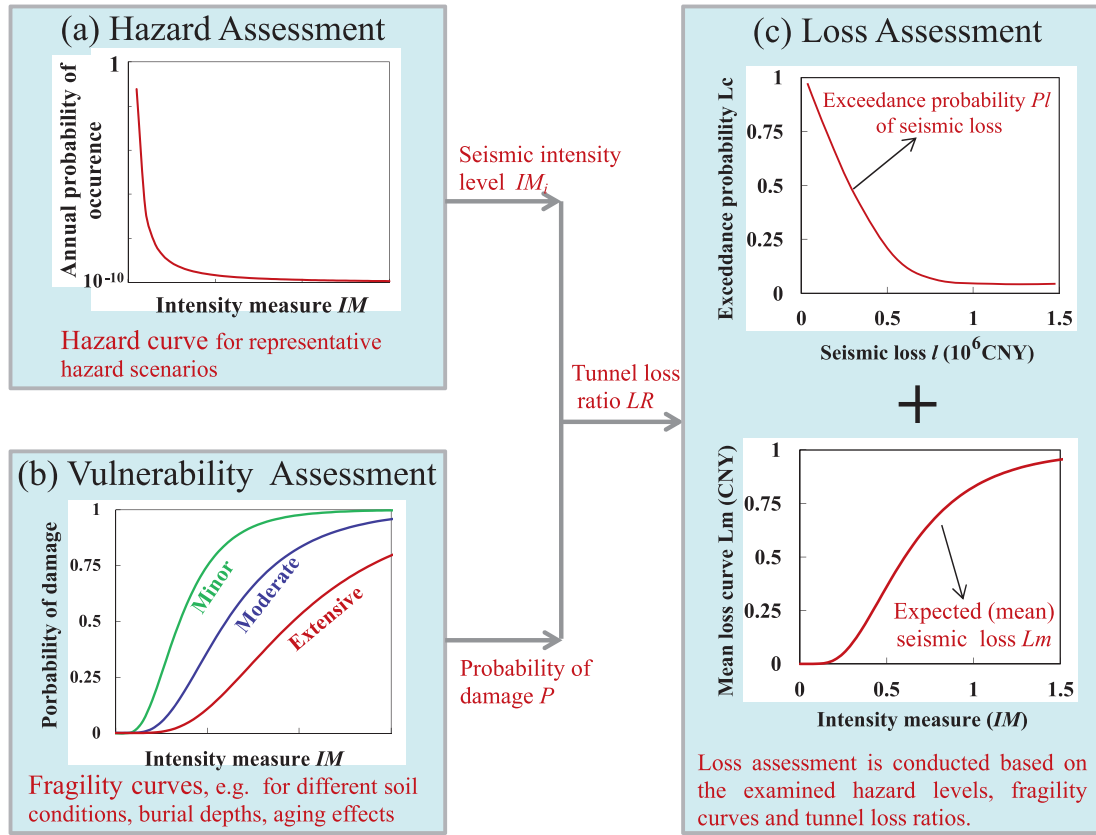 (a) Hazard Assessment
Annual probability of
occurence
1
10⁻¹⁰
Intensity measure IM
Hazard curve for representative
hazard scenarios
Seismic intensity
level IMᵢ
Tunnel loss
ratio LR
(b) Vulnerability Assessment
Porbability of damage
1
0.75
0.5
0.25
0
Minor
Moderate
Extensive
Intensity measure IM
Fragility curves, e.g. for different soil
conditions, burial depths, aging effects
Probability of
damage P
(c) Loss Assessment
Exceddance probability Lc
1
0.75
0.5
0.25
0
Exceedance probability Pl
of seismic loss
0 0.5 1 1.5
Seismic loss l (10⁶CNY)
+
Mean loss curve Lm (CNY)
1
0.75
0.5
0.25
0
Expected (mean)
seismic loss Lm
0 0.5 1 1.5
Intensity measure (IM)
Loss assessment is conducted based on
the examined hazard levels, fragility
curves and tunnel loss ratios.